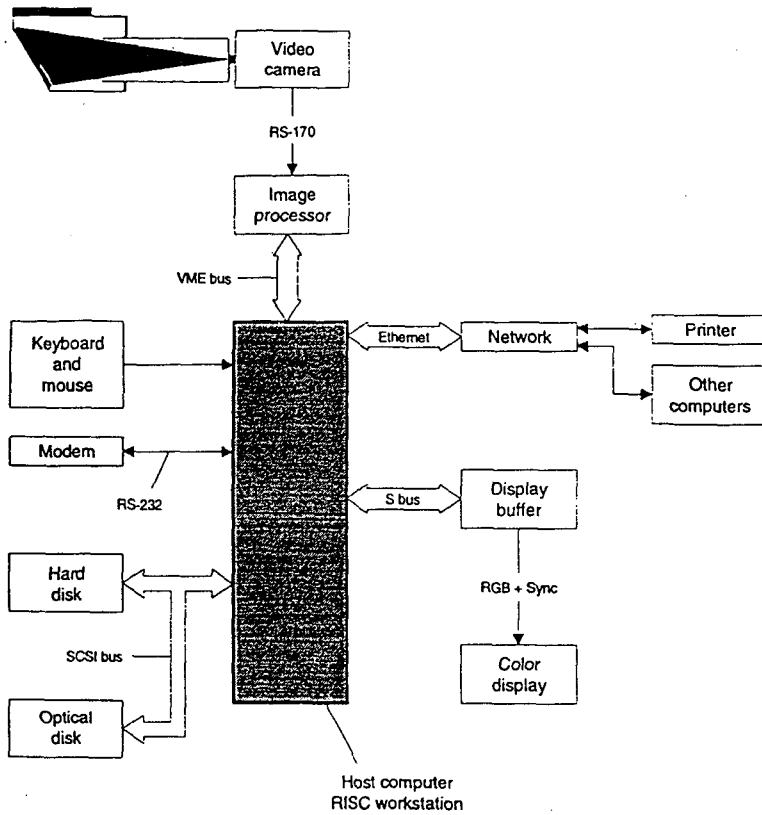 Video
camera
RS-170
Image
processor
VME bus
Keyboard
and
mouse
Ethernet
Network
Printer
Other
computers
Modem
RS-232
S bus
Display
buffer
Hard
disk
RGB + Sync
SCSI bus
Color
display
Optical
disk
Host computer
RISC workstation